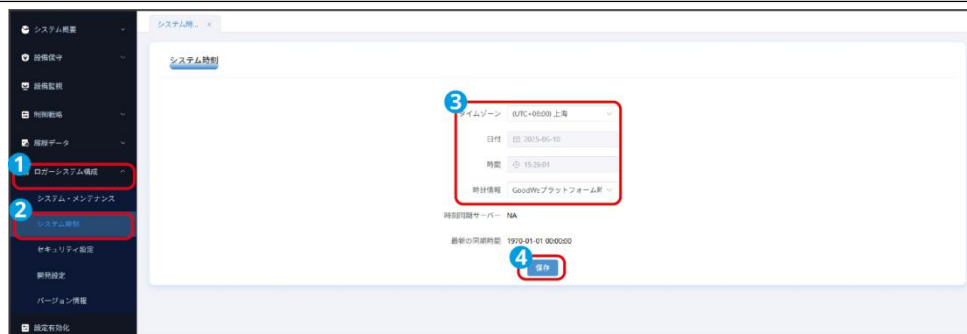 システム概要
設備保守
設備監視
制御戦略
履歴データ
1
ロガーシステム構成
システム・メンテナンス
2
システム時刻
セキュリティ設定
開発設定
バージョン情報
設定有効化
システム時... ×
システム時刻
3
タイムゾーン (UTC+08:00) 上海
日付 2025-06-10
時間 15:26:01
時計情報 GoodWeプラットフォーム時
時刻同期サーバー NA
最新の同期時間 1970-01-01 00:00:00
4
保存